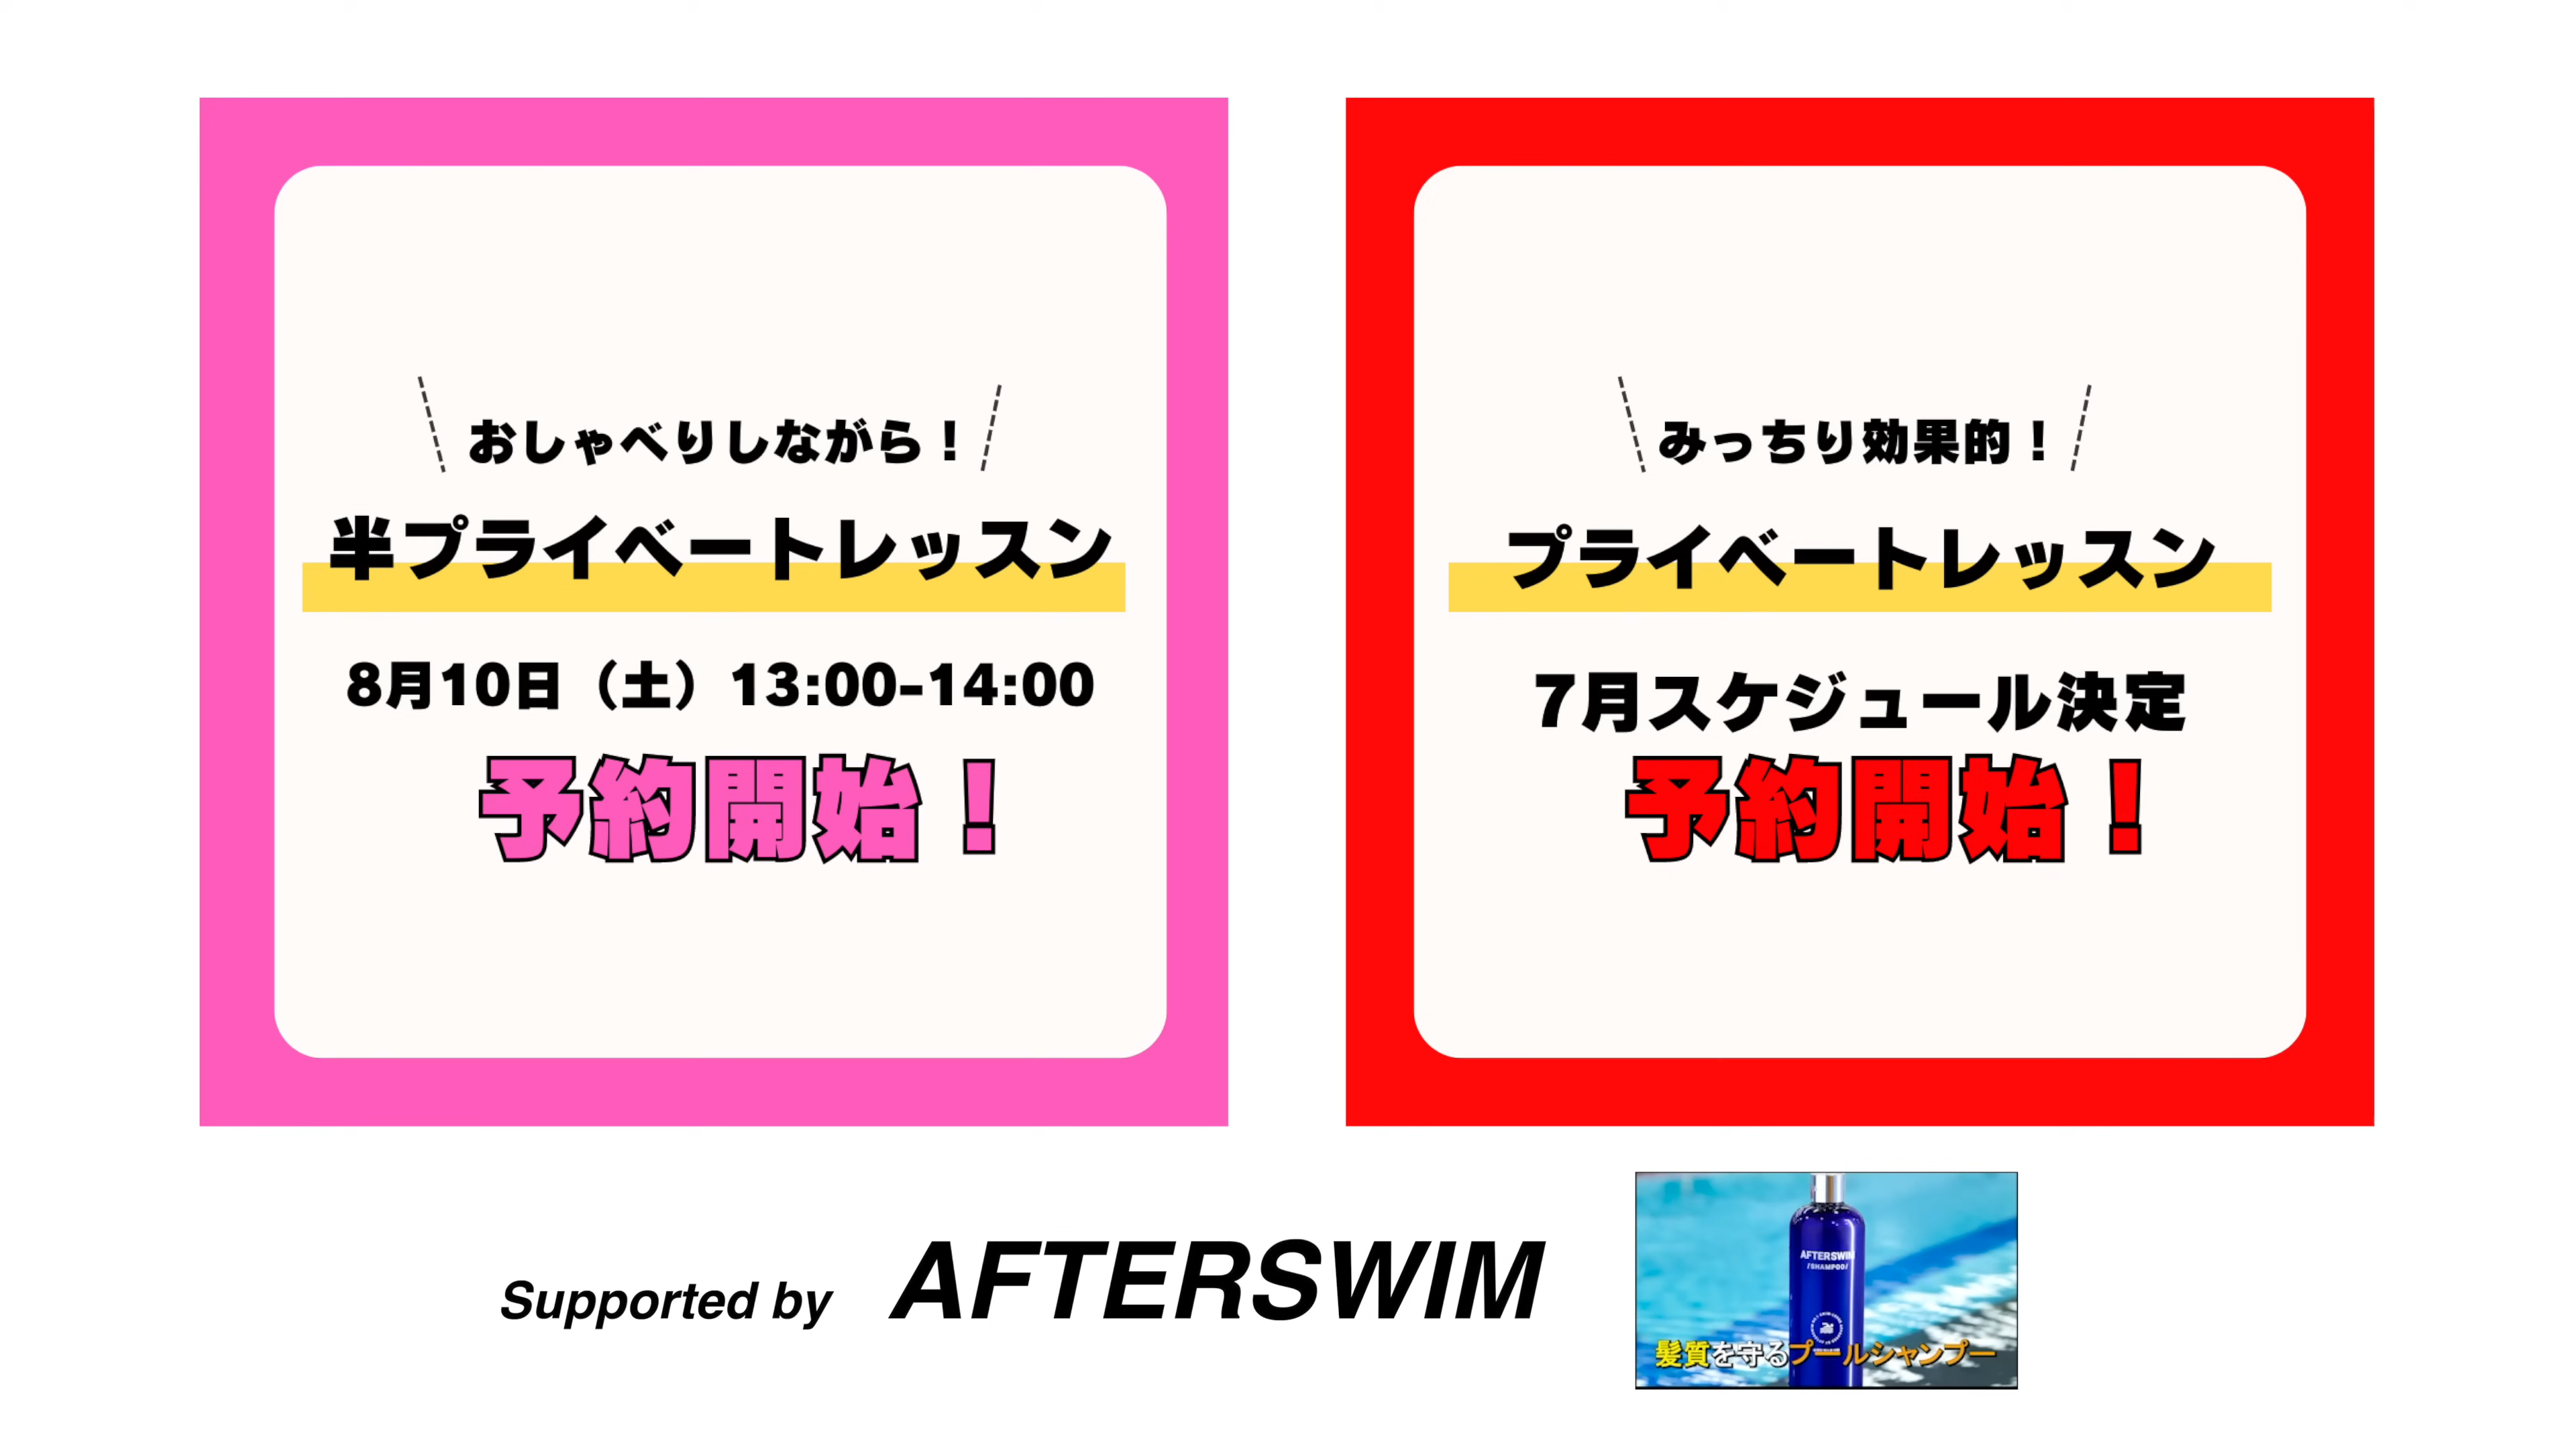 おしゃべりしながら！
半プライベートレッスン
8月10日（土）13:00-14:00
予約開始！
みっちり効果的！
プライベートレッスン
7月スケジュール決定
予約開始！
Supported by AFTERSWIM
AFTERSWIM
/SHAMPOO/
髪質を守るプールシャンプー